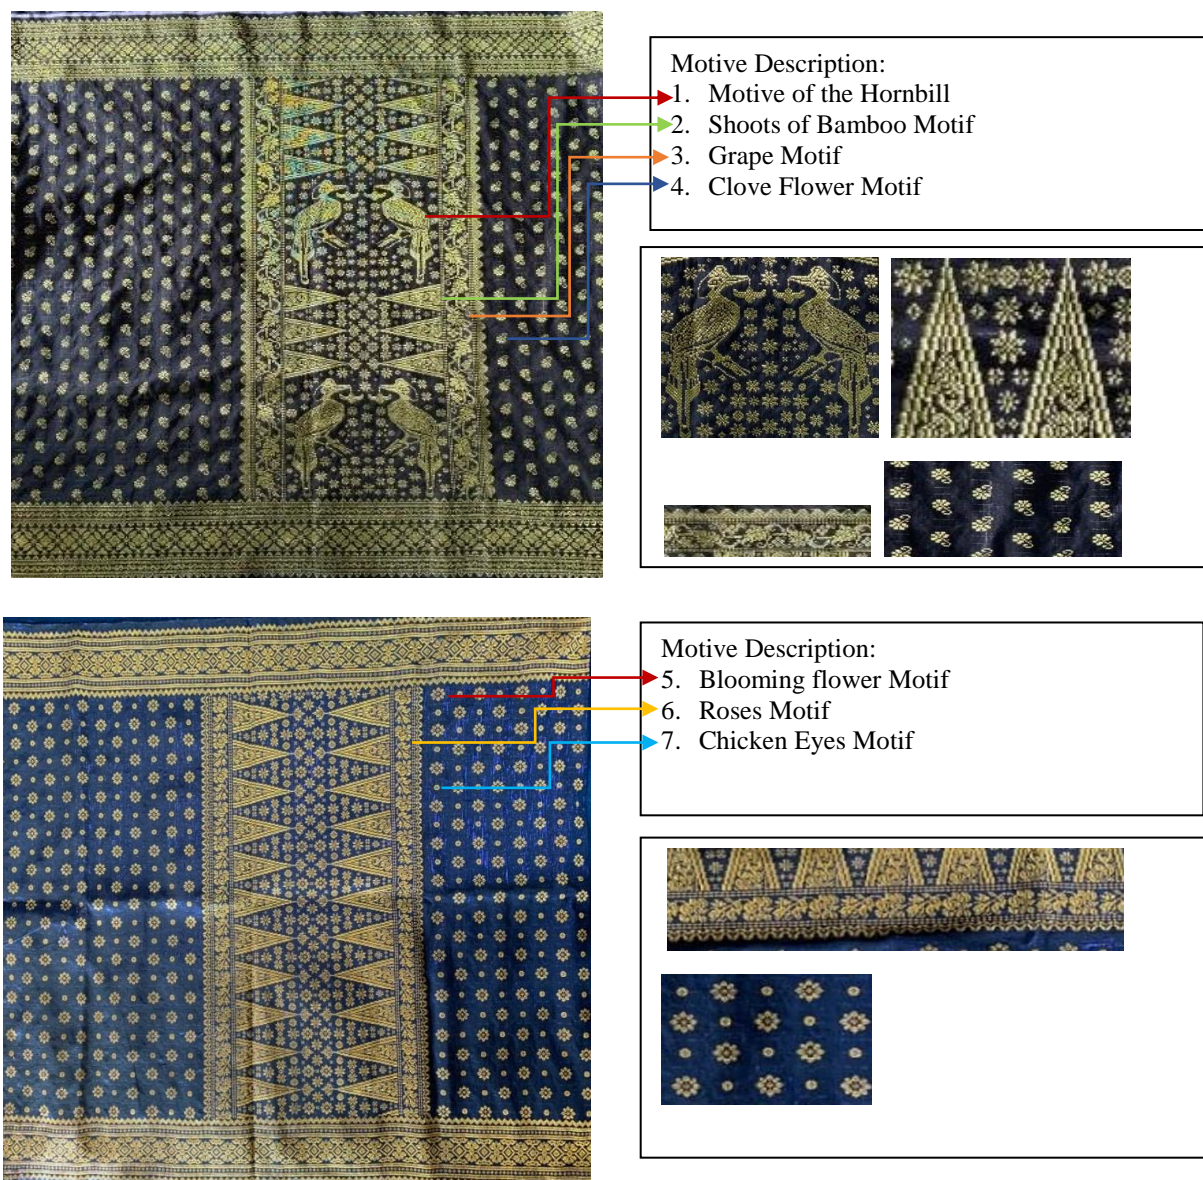 Motive Description:
1. Motive of the Hornbill
2. Shoots of Bamboo Motif
3. Grape Motif
4. Clove Flower Motif
Motive Description:
5. Blooming flower Motif
6. Roses Motif
7. Chicken Eyes Motif